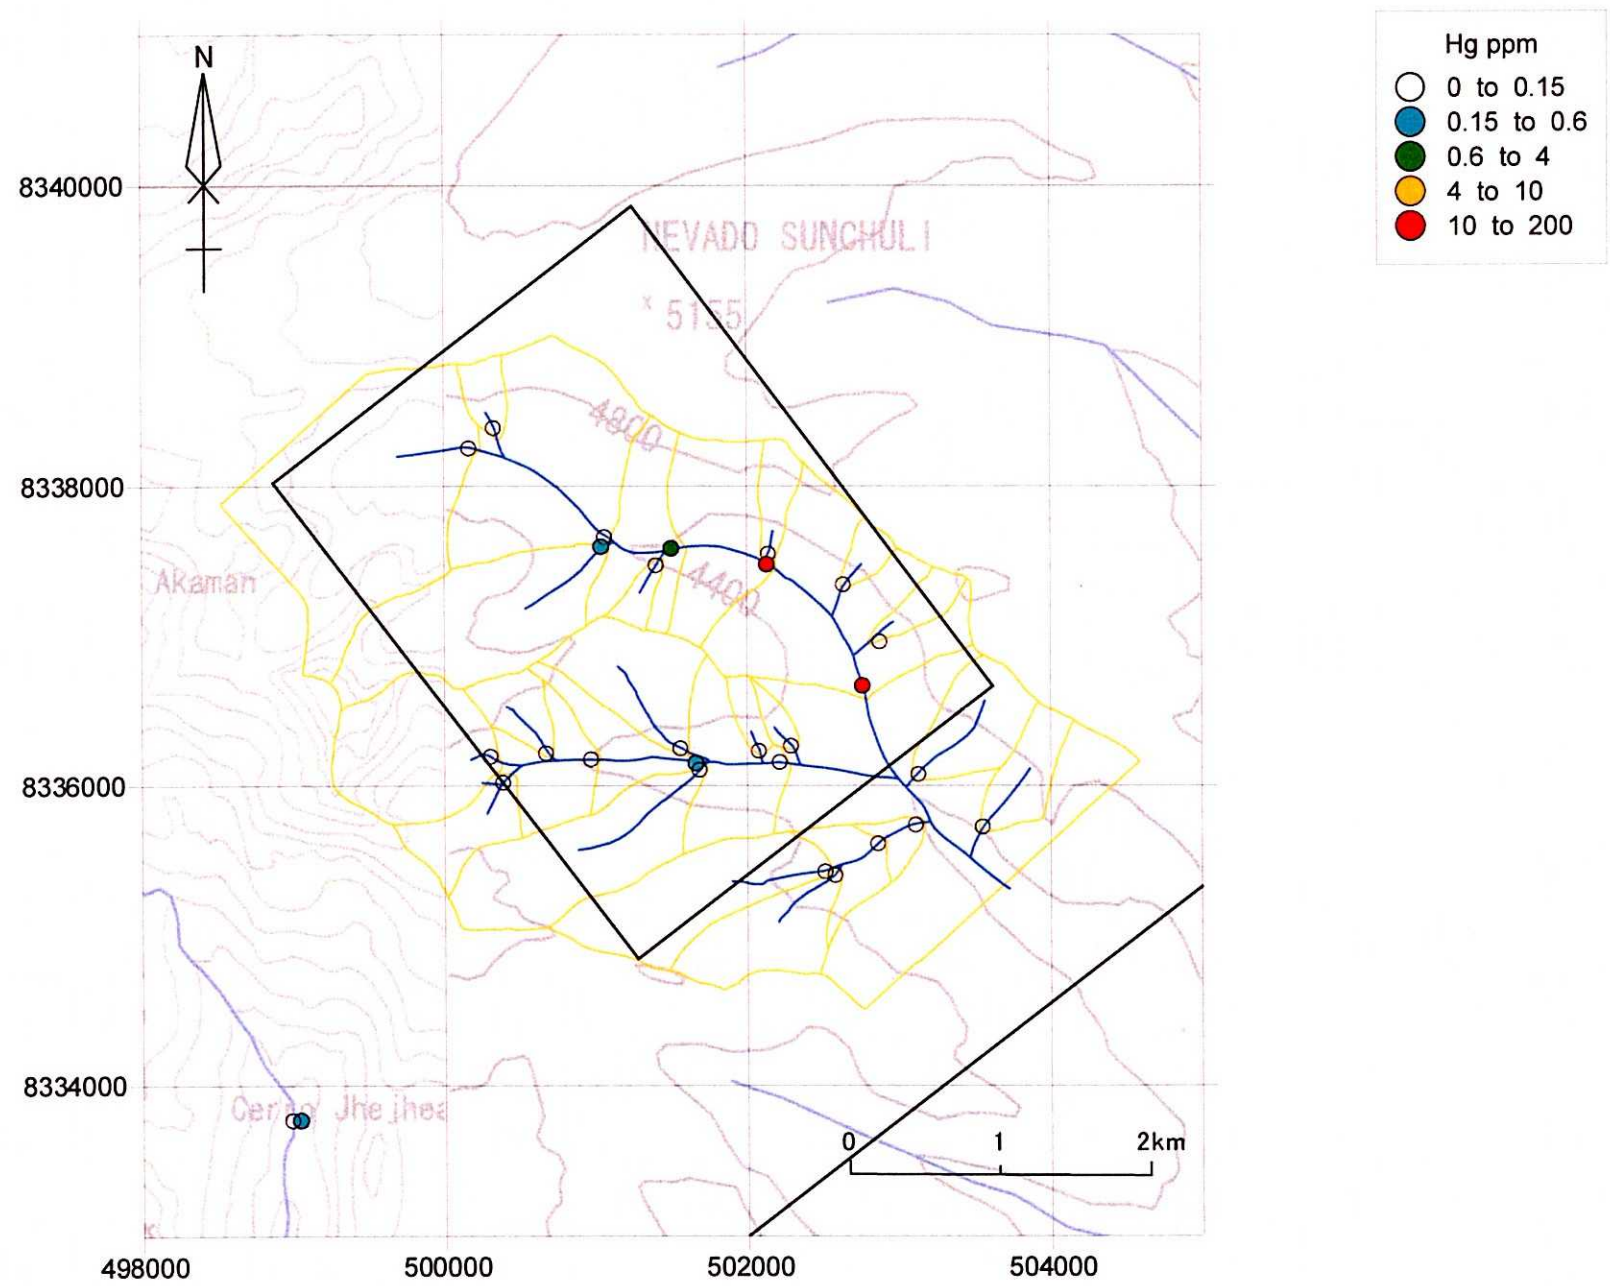 Hg ppm
0 to 0.15
0.15 to 0.6
0.6 to 4
4 to 10
10 to 200
N
8340000
NEVADO SUNCHULI
x 5155
4800
8338000
Akaman
4400
8336000
8334000
Cerro Jhejhea
0 1 2km
498000 500000 502000 504000